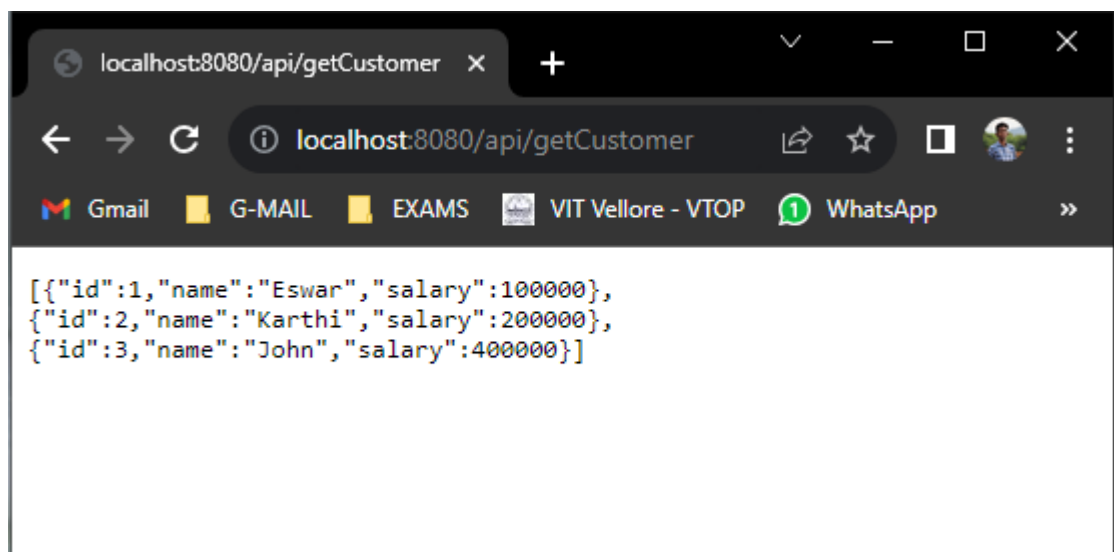 localhost:8080/api/getCustomer
localhost:8080/api/getCustomer
Gmail G-MAIL EXAMS VIT Vellore - VTOP 1 WhatsApp »
[{"id":1,"name":"Eswar","salary":100000},
{"id":2,"name":"Karthi","salary":200000},
{"id":3,"name":"John","salary":400000}]